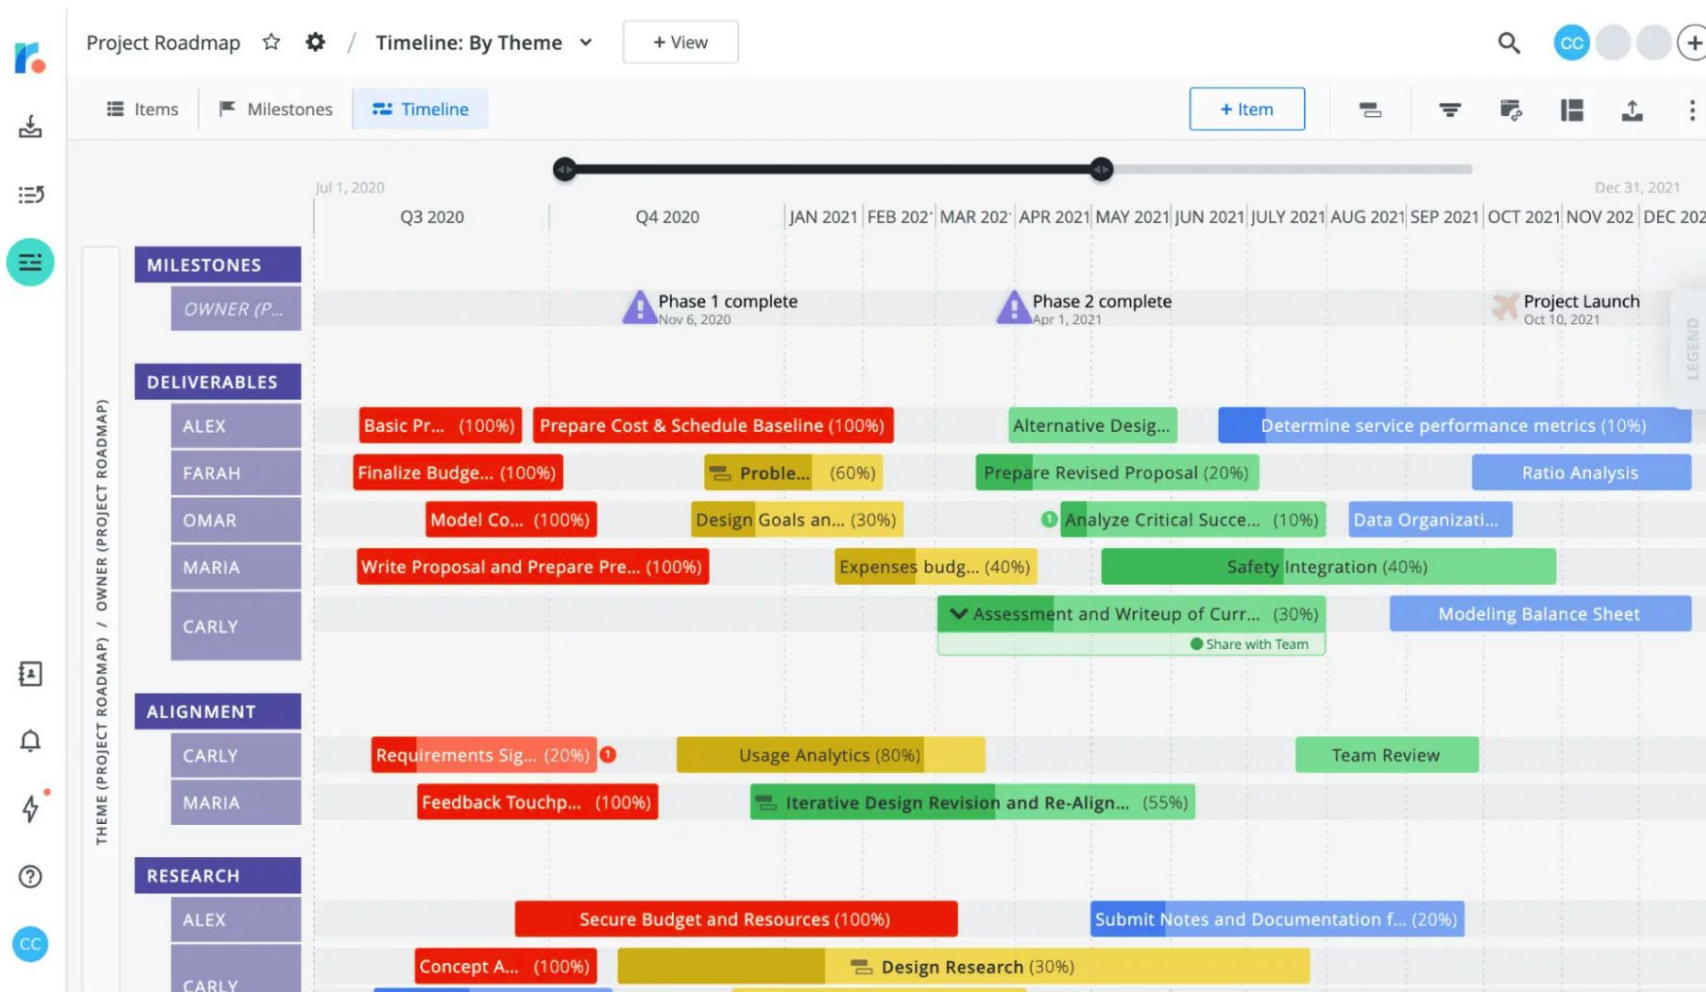 Project Roadmap / Timeline: By Theme + View CC
Items Milestones Timeline + Item
Jul 1, 2020 Dec 31, 2021
Q3 2020 Q4 2020 JAN 2021 FEB 202 MAR 202 APR 2021 MAY 2021 JUN 2021 JULY 2021 AUG 2021 SEP 2021 OCT 2021 NOV 202 DEC 202
THEME (PROJECT ROADMAP) / OWNER (PROJECT ROADMAP)
LEGEND
MILESTONES
OWNER (P...
Phase 1 complete
Nov 6, 2020
Phase 2 complete
Apr 1, 2021
Project Launch
Oct 10, 2021
DELIVERABLES
ALEX Basic Pr... (100%) Prepare Cost & Schedule Baseline (100%) Alternative Desig... Determine service performance metrics (10%)
FARAH Finalize Budge... (100%) Proble... (60%) Prepare Revised Proposal (20%) Ratio Analysis
OMAR Model Co... (100%) Design Goals an... (30%) 1 Analyze Critical Succe... (10%) Data Organizati...
MARIA Write Proposal and Prepare Pre... (100%) Expenses budg... (40%) Safety Integration (40%)
CARLY Assessment and Writeup of Curr... (30%) Modeling Balance Sheet
Share with Team
ALIGNMENT
CARLY Requirements Sig... (20%) 1 Usage Analytics (80%) Team Review
MARIA Feedback Touchp... (100%) Iterative Design Revision and Re-Align... (55%)
RESEARCH
ALEX Secure Budget and Resources (100%) Submit Notes and Documentation f... (20%)
CARLY Concept A... (100%) Design Research (30%)
CC